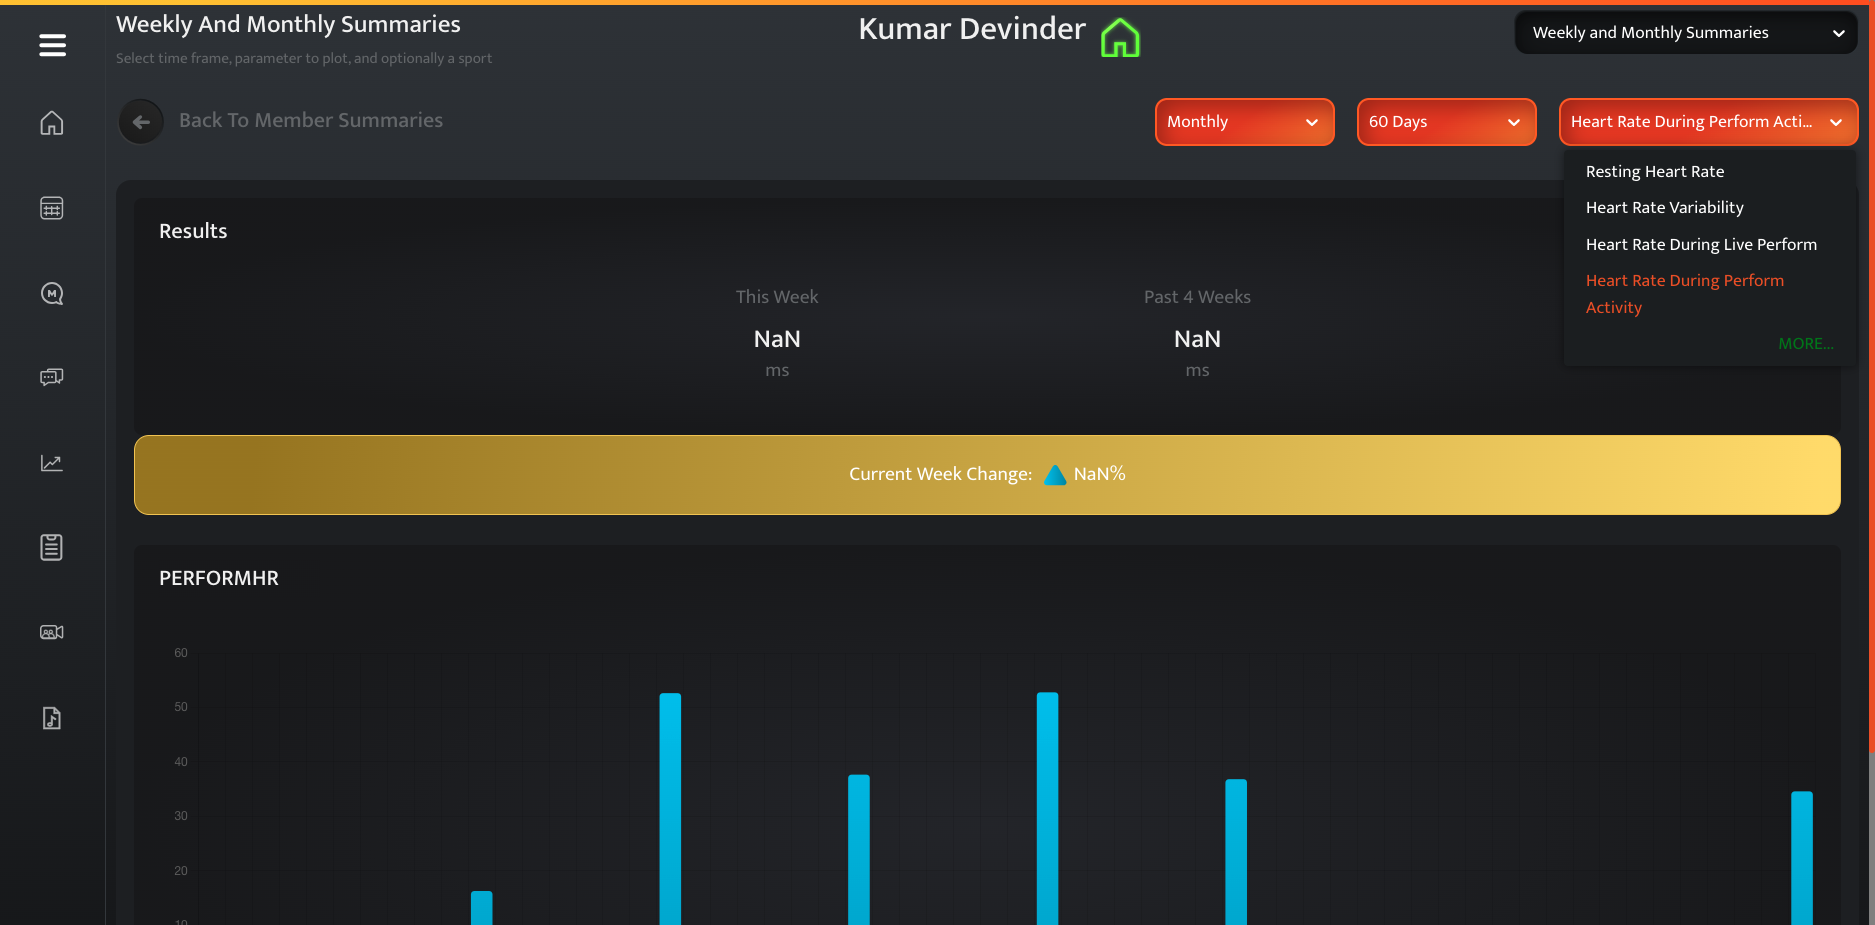 Weekly And Monthly Summaries
Kumar Devinder
Weekly and Monthly Summaries
Select time frame, parameter to plot, and optionally a sport
Back To Member Summaries
Monthly
60 Days
Heart Rate During Perform Acti...
Resting Heart Rate
Heart Rate Variability
Heart Rate During Live Perform
Heart Rate During Perform
Activity
MORE...
Results
This Week
Past 4 Weeks
NaN
NaN
ms
ms
Current Week Change: NaN%
PERFORMHR
60
50
40
30
20
10